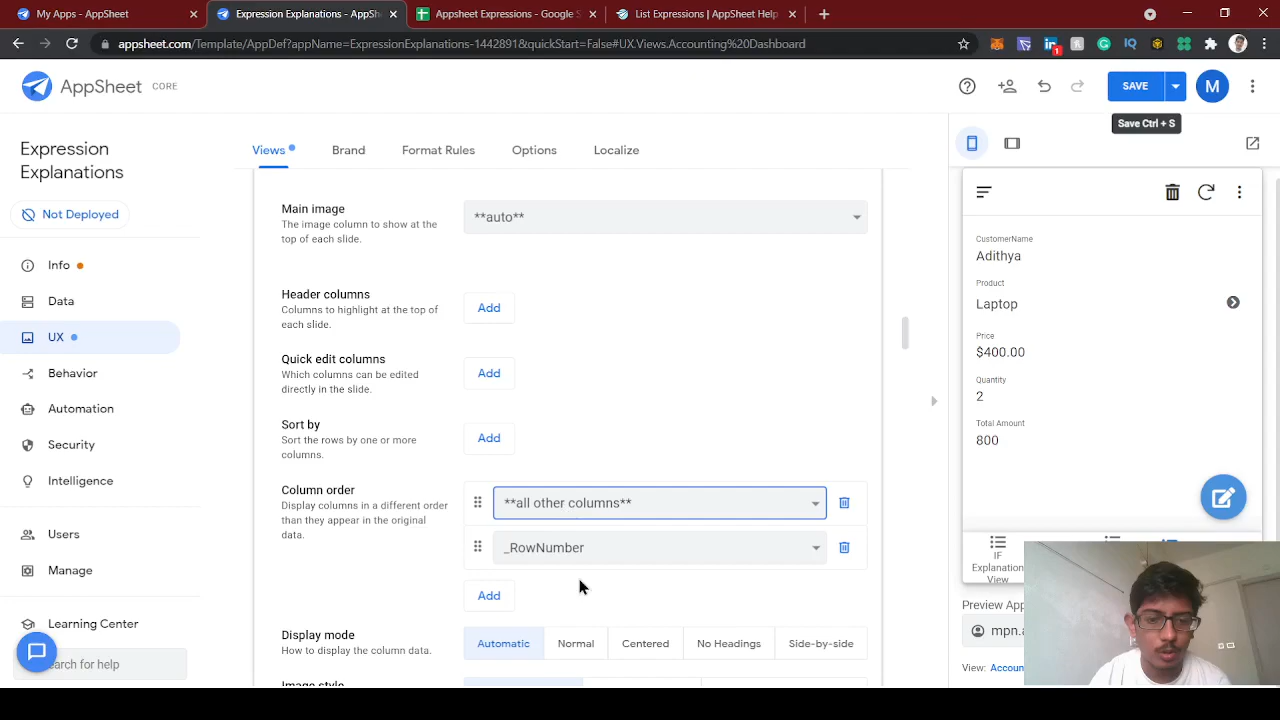 My Apps - AppSheet
Expression Explanations - AppSh
Appsheet Expressions - Google S
List Expressions | AppSheet Help
appsheet.com/Template/AppDef?appName=ExpressionExplanations-1442891&quickStart=False#UX.Views.Accounting%20Dashboard
1
AppSheet CORE
SAVE
M
Save Ctrl + S
Expression
Explanations
Not Deployed
Info
Data
UX
Behavior
Automation
Security
Intelligence
Users
Manage
Learning Center
earch for help
Views
Brand
Format Rules
Options
Localize
Main image
The image column to show at the
top of each slide.
**auto**
Header columns
Columns to highlight at the top of
each slide.
Add
Quick edit columns
Which columns can be edited
directly in the slide.
Add
Sort by
Sort the rows by one or more
columns.
Add
Column order
Display columns in a different order
than they appear in the original
data.
**all other columns**
_RowNumber
Add
Display mode
How to display the column data.
Automatic
Normal
Centered
No Headings
Side-by-side
Image style
CustomerName
Adithya
Product
Laptop
Price
$400.00
Quantity
2
Total Amount
800
IF
Explanation
View
Preview App
mpn.a
View: Accoun